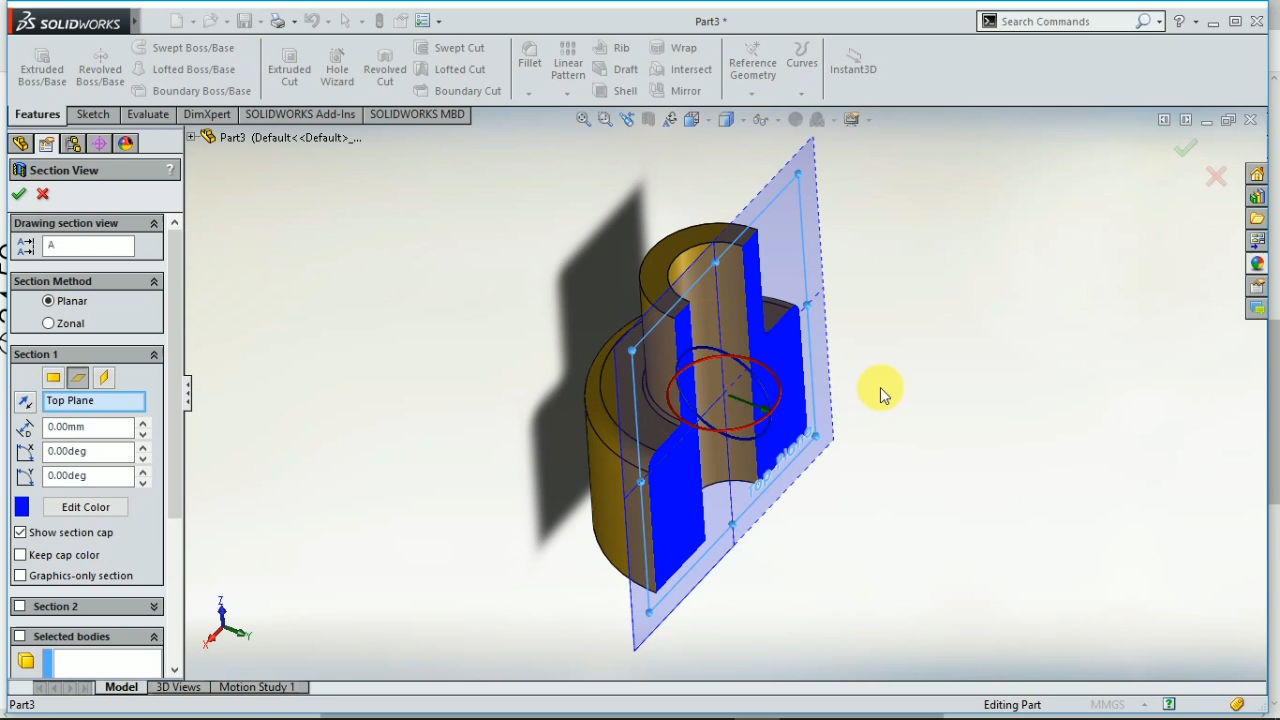 SOLIDWORKS
Part3 *
Search Commands
Extruded Boss/Base
Revolved Boss/Base
Swept Boss/Base
Lofted Boss/Base
Boundary Boss/Base
Extruded Cut
Hole Wizard
Revolved Cut
Swept Cut
Lofted Cut
Boundary Cut
Fillet
Linear Pattern
Rib
Draft
Shell
Wrap
Intersect
Mirror
Reference Geometry
Curves
Instant3D
Features
Sketch
Evaluate
DimXpert
SOLIDWORKS Add-Ins
SOLIDWORKS MBD
Part3 (Default<<Default>_...
Section View
?
Drawing section view
A
Section Method
Planar
Zonal
Section 1
Top Plane
0.00mm
0.00deg
0.00deg
Edit Color
Show section cap
Keep cap color
Graphics-only section
Section 2
Selected bodies
Top Plane
Z
X
Y
Model
3D Views
Motion Study 1
Part3
Editing Part
MMGS